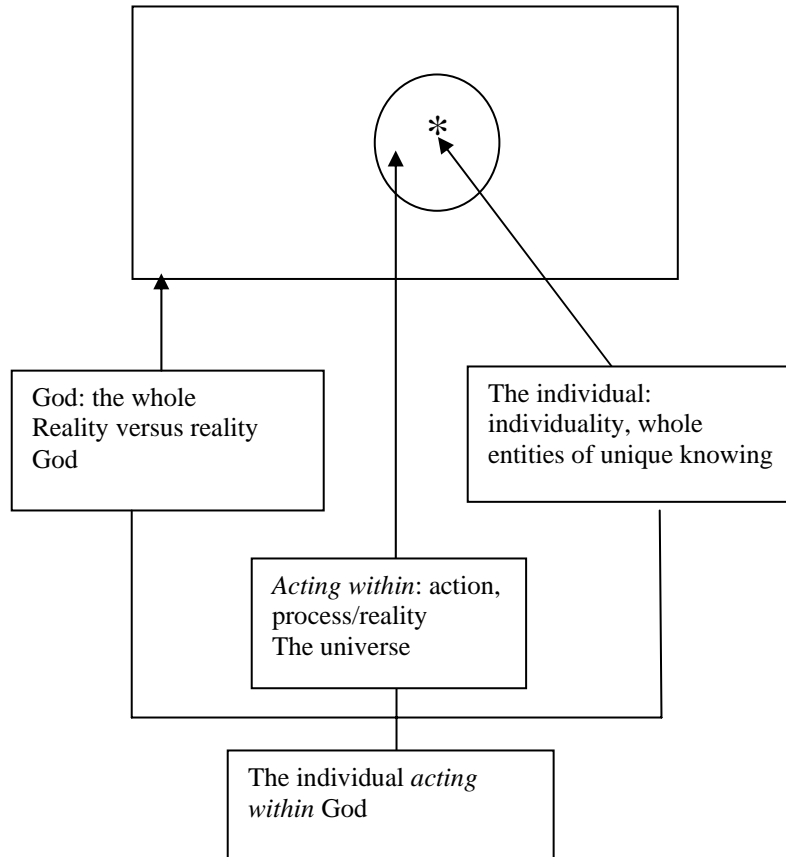 *
God: the whole
Reality versus reality
God
The individual:
individuality, whole
entities of unique knowing
Acting within: action,
process/reality
The universe
The individual acting
within God